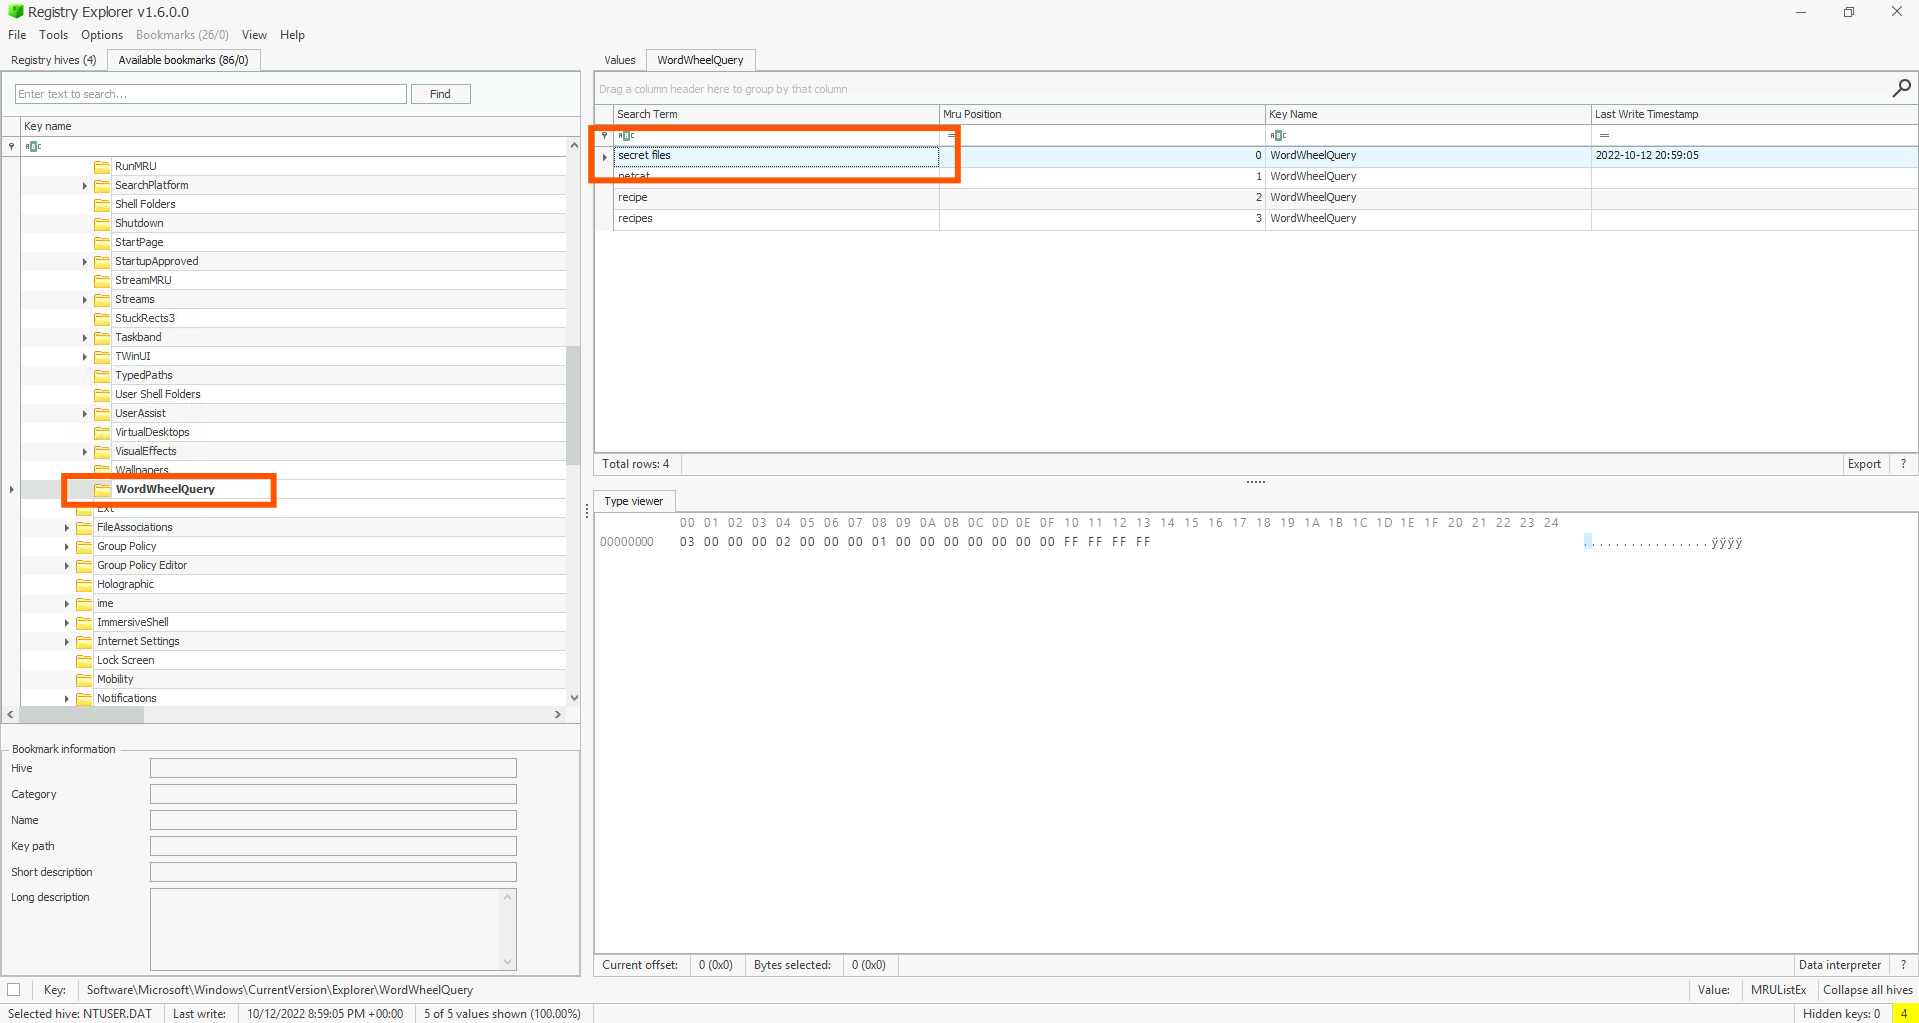 Registry Explorer v1.6.0.0
File Tools Options Bookmarks (26/0) View Help
Registry hives (4) Available bookmarks (86/0)
Enter text to search... Find
Key name
RunMRU
SearchPlatform
Shell Folders
Shutdown
StartPage
StartupApproved
StreamMRU
Streams
StuckRects3
Taskband
TWinUI
TypedPaths
User Shell Folders
UserAssist
VirtualDesktops
VisualEffects
Wallpapers
WordWheelQuery
Ext
FileAssociations
Group Policy
Group Policy Editor
Holographic
ime
ImmersiveShell
Internet Settings
Lock Screen
Mobility
Notifications
Bookmark information
Hive
Category
Name
Key path
Short description
Long description
Values WordWheelQuery
Drag a column header here to group by that column
Search Term Mru Position Key Name Last Write Timestamp
secret files 0 WordWheelQuery 2022-10-12 20:59:05
netcat 1 WordWheelQuery
recipe 2 WordWheelQuery
recipes 3 WordWheelQuery
Total rows: 4 Export ?
Type viewer
00 01 02 03 04 05 06 07 08 09 0A 0B 0C 0D 0E 0F 10 11 12 13 14 15 16 17 18 19 1A 1B 1C 1D 1E 1F 20 21 22 23 24
00000000 03 00 00 00 02 00 00 00 01 00 00 00 00 00 00 00 FF FF FF FF ................ÿÿÿÿ
Current offset: 0 (0x0) Bytes selected: 0 (0x0) Data interpreter ?
Key: Software\Microsoft\Windows\CurrentVersion\Explorer\WordWheelQuery Value: MRUListEx Collapse all hives
Selected hive: NTUSER.DAT Last write: 10/12/2022 8:59:05 PM +00:00 5 of 5 values shown (100.00%) Hidden keys: 0 4